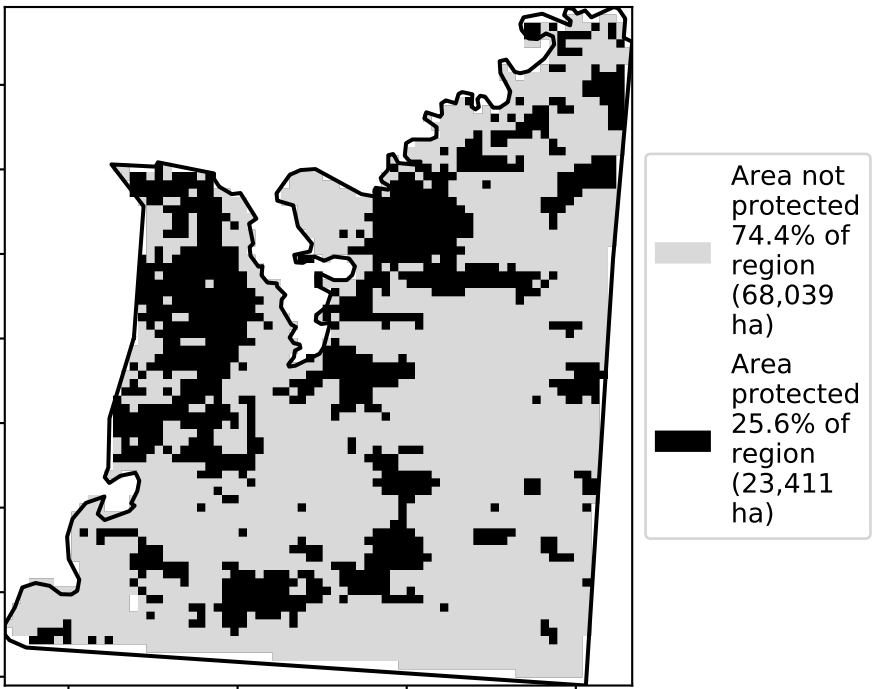 Area not
protected
74.4% of
region
(68,039
ha)
Area
protected
25.6% of
region
(23,411
ha)